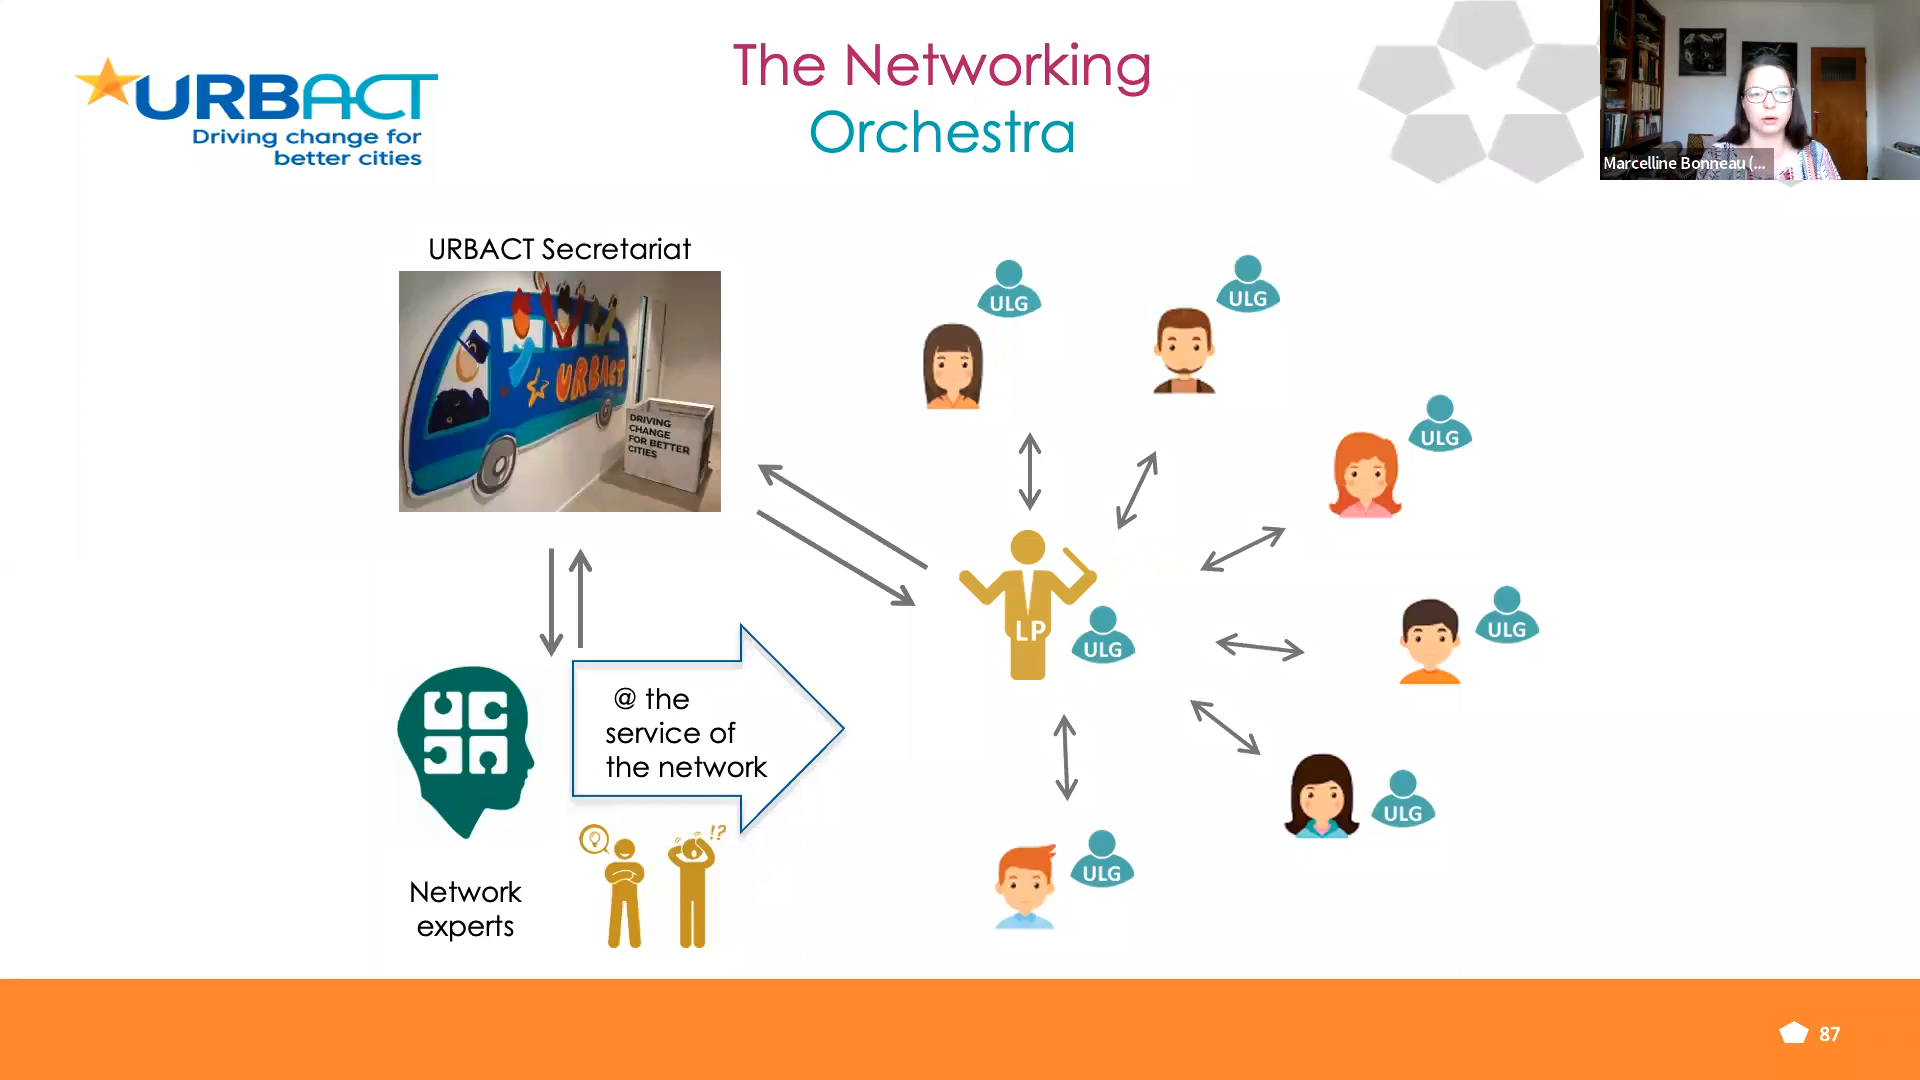 URBACT
Driving change for
better cities
The Networking
Orchestra
Marcelline Bonneau (...
URBACT Secretariat
URBACT
DRIVING
CHANGE
FOR BETTER
CITIES
ULG
ULG
ULG
LP
ULG
ULG
@ the
service of
the network
ULG
!?
ULG
Network
experts
87